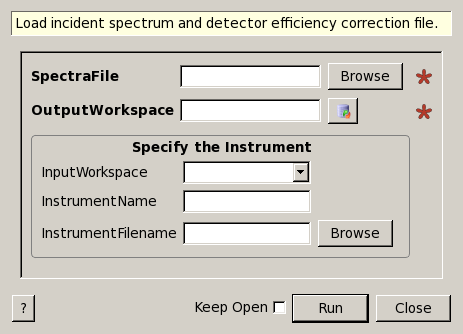 Load incident spectrum and detector efficiency correction file.
SpectraFile Browse *
OutputWorkspace *
Specify the Instrument
InputWorkspace
InstrumentName
InstrumentFilename Browse
? Keep Open Run Close